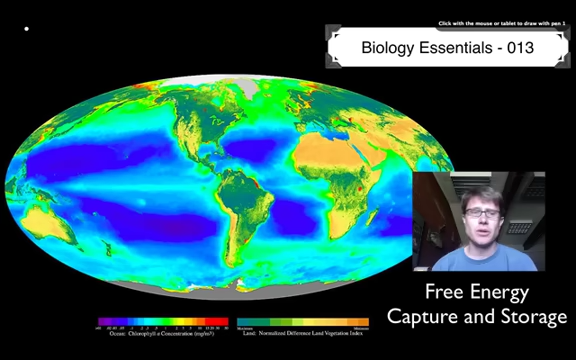 Click with the mouse or tablet to draw with pen 1
Biology Essentials - 013
Free Energy
Capture and Storage
Ocean: Chlorophyll a Concentration (mg/m³)
Land: Normalized Difference Land Vegetation Index